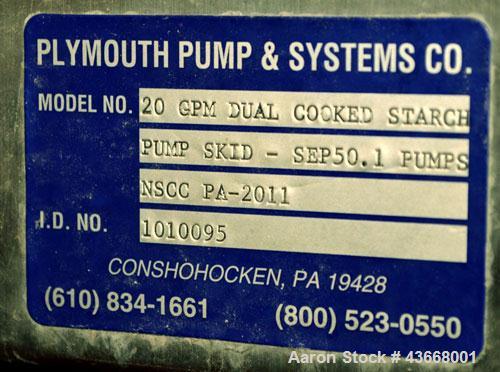 PLYMOUTH PUMP & SYSTEMS CO.
MODEL NO. 20 GPM DUAL COOKED STARCH
PUMP SKID - SEP50.1 PUMPS
NSCC PA-2011
I.D. NO. 1010095
CONSHOHOCKEN, PA 19428
(610) 834-1661 (800) 523-0550
Aaron Stock # 43668001